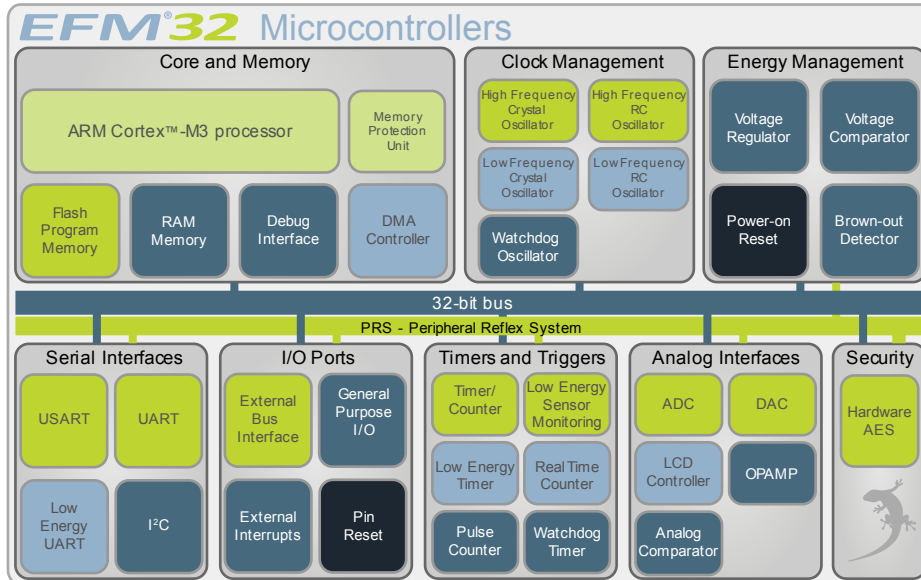 EFM®32 Microcontrollers
Core and Memory
ARM Cortex™-M3 processor
Memory
Protection
Unit
Flash
Program
Memory
RAM
Memory
Debug
Interface
DMA
Controller
Clock Management
High Frequency
Crystal
Oscillator
High Frequency
RC
Oscillator
Low Frequency
Crystal
Oscillator
Low Frequency
RC
Oscillator
Watchdog
Oscillator
Energy Management
Voltage
Regulator
Voltage
Comparator
Power-on
Reset
Brown-out
Detector
32-bit bus
PRS - Peripheral Reflex System
Serial Interfaces
USART
UART
Low
Energy
UART
I²C
I/O Ports
External
Bus
Interface
General
Purpose
I/O
External
Interrupts
Pin
Reset
Timers and Triggers
Timer/
Counter
Low Energy
Sensor
Monitoring
Low Energy
Timer
Real Time
Counter
Pulse
Counter
Watchdog
Timer
Analog Interfaces
ADC
DAC
LCD
Controller
OPAMP
Analog
Comparator
Security
Hardware
AES